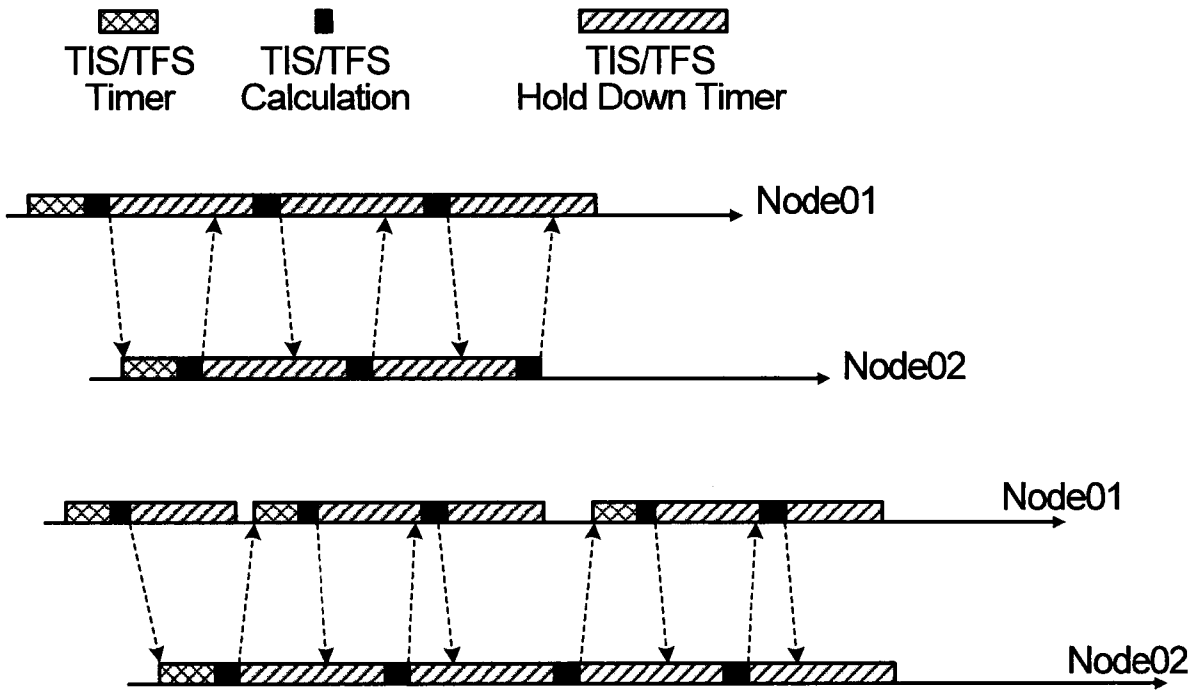 TIS/TFS
Timer
TIS/TFS
Calculation
TIS/TFS
Hold Down Timer
Node01
Node02
Node01
Node02